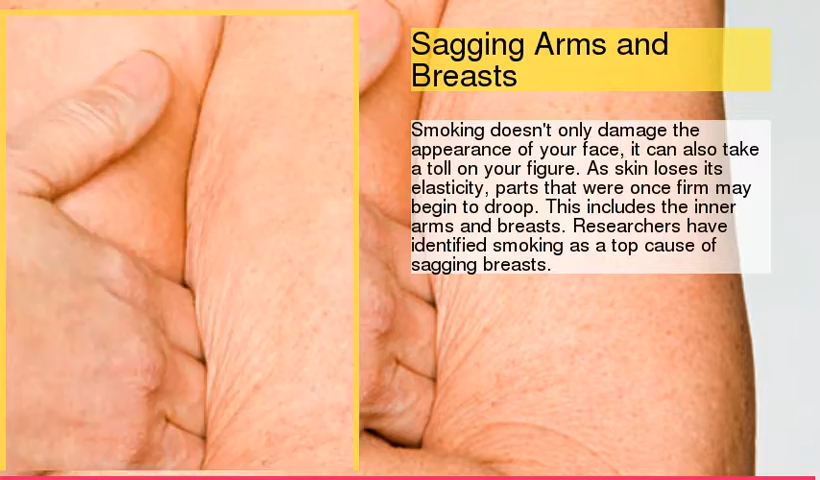 Sagging Arms and
Breasts
Smoking doesn't only damage the
appearance of your face, it can also take
a toll on your figure. As skin loses its
elasticity, parts that were once firm may
begin to droop. This includes the inner
arms and breasts. Researchers have
identified smoking as a top cause of
sagging breasts.